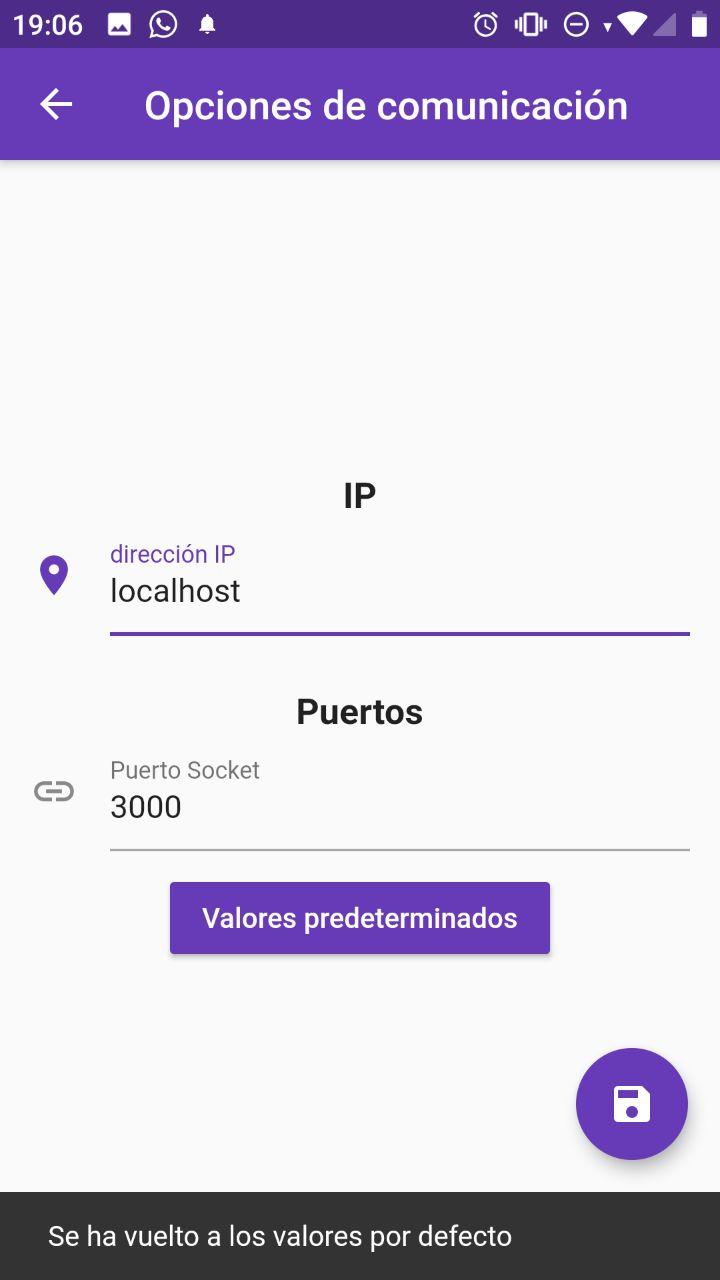 19:06
Opciones de comunicación
IP
dirección IP
localhost
Puertos
Puerto Socket
3000
Valores predeterminados
Se ha vuelto a los valores por defecto